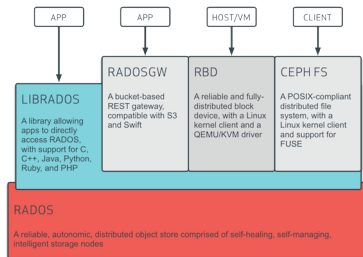 APP
APP
HOST/VM
CLIENT
RADOSGW
A bucket-based
REST gateway,
compatible with S3
and Swift
RBD
A reliable and fully-
distributed block
device, with a Linux
kernel client and a
QEMU/KVM driver
CEPH FS
A POSIX-compliant
distributed file
system, with a
Linux kernel client
and support for
FUSE
LIBRADOS
A library allowing
apps to directly
access RADOS,
with support for C,
C++, Java, Python,
Ruby, and PHP
RADOS
A reliable, autonomic, distributed object store comprised of self-healing, self-managing,
intelligent storage nodes